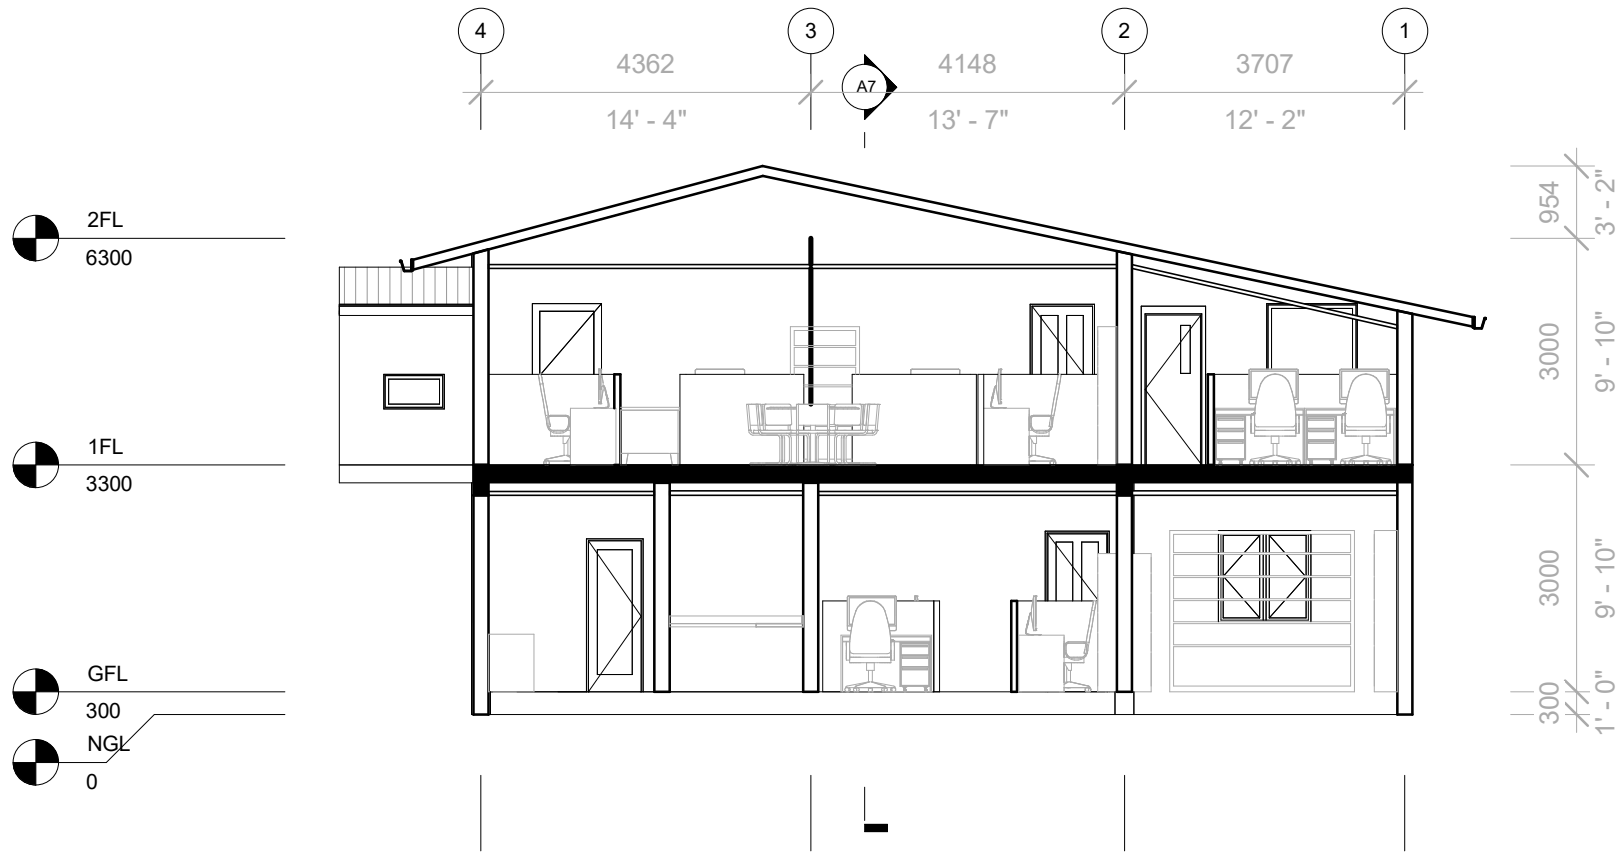 4
3
2
1
4362
4148
3707
A7
14' - 4"
13' - 7"
12' - 2"
954
3' - 2"
2FL
6300
3000
9' - 10"
1FL
3300
3000
9' - 10"
GFL
300
300
1' - 0"
NGL
0